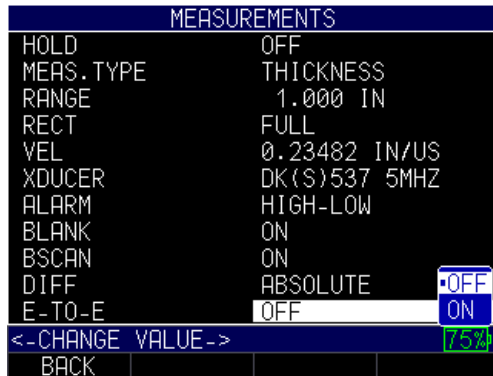 MEASUREMENTS
HOLD OFF
MEAS.TYPE THICKNESS
RANGE 1.000 IN
RECT FULL
VEL 0.23482 IN/US
XDUCER DK(S)537 5MHZ
ALARM HIGH-LOW
BLANK ON
BSCAN ON
DIFF ABSOLUTE OFF
E-TO-E OFF ON
<-CHANGE VALUE-> 75%
BACK